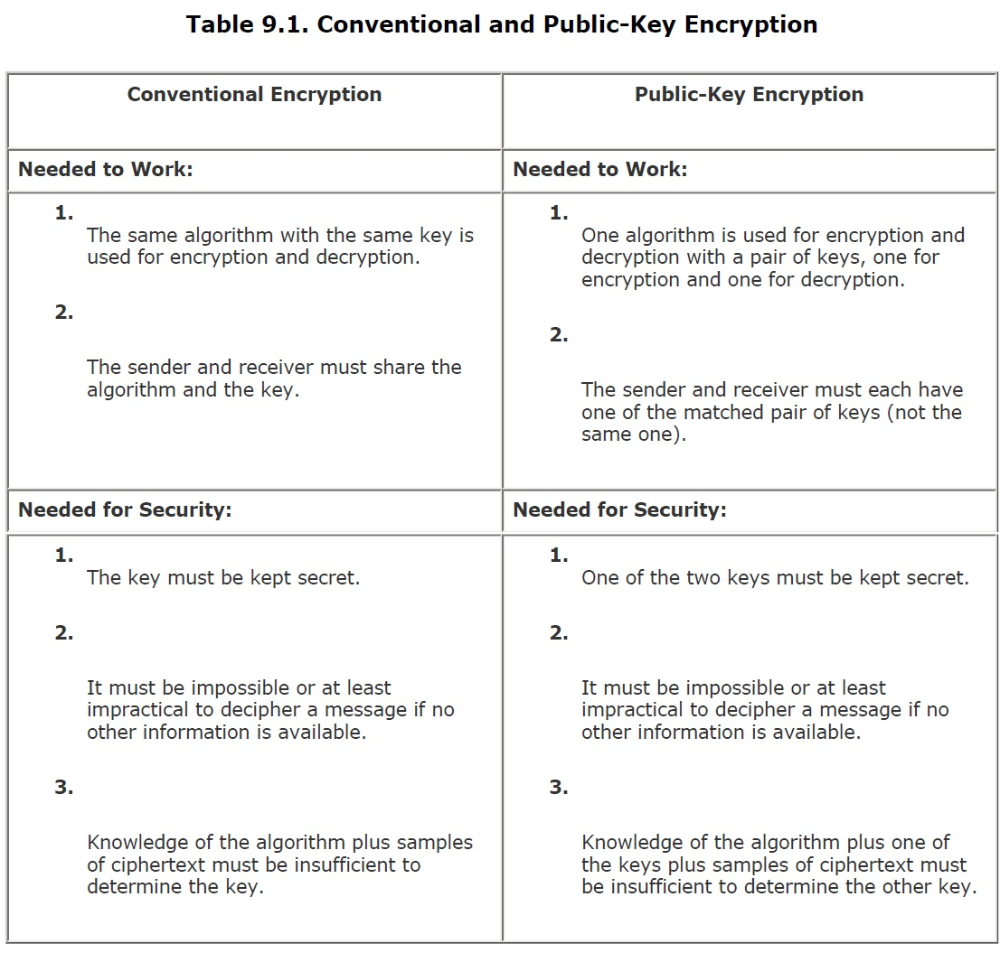 Table 9.1. Conventional and Public-Key Encryption
Conventional Encryption
Public-Key Encryption
Needed to Work:
Needed to Work:
1.
The same algorithm with the same key is
used for encryption and decryption.
2.
The sender and receiver must share the
algorithm and the key.
1.
One algorithm is used for encryption and
decryption with a pair of keys, one for
encryption and one for decryption.
2.
The sender and receiver must each have
one of the matched pair of keys (not the
same one).
Needed for Security:
Needed for Security:
1.
The key must be kept secret.
2.
It must be impossible or at least
impractical to decipher a message if no
other information is available.
3.
Knowledge of the algorithm plus samples
of ciphertext must be insufficient to
determine the key.
1.
One of the two keys must be kept secret.
2.
It must be impossible or at least
impractical to decipher a message if no
other information is available.
3.
Knowledge of the algorithm plus one of
the keys plus samples of ciphertext must
be insufficient to determine the other key.